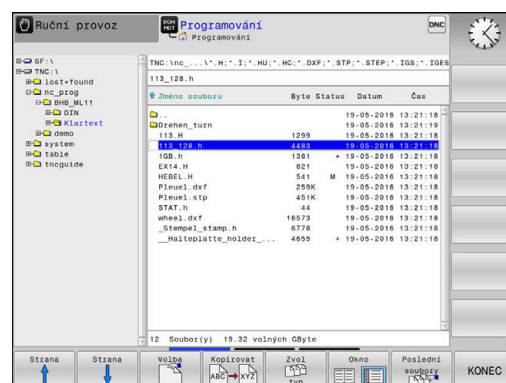 Ruční provoz
PGM
MGT
Programování
Programování
DNC
SF:\
TNC:\
lost+found
nc_prog
BHB_ML11
DIN
Klartext
demo
system
table
tncguide
TNC:\nc_...\*.H;*.I;*.HU;*.HC;*.DXF;*.STP;*.STEP;*.IGS;*.IGES
113_128.h
Jméno souboru Byte Status Datum Čas
.. 19-05-2016 13:21:18
Drehen_turn 19-05-2016 13:21:19
113.H 1299 19-05-2016 13:21:18
113_128.h 4483 19-05-2016 13:21:18
1GB.h 1381 + 19-05-2016 13:21:18
EX14.H 821 19-05-2016 13:21:18
HEBEL.H 541 M 19-05-2016 13:21:18
Pleuel.dxf 259K 19-05-2016 13:21:18
Pleuel.stp 451K 19-05-2016 13:21:18
STAT.h 44 19-05-2016 13:21:18
wheel.dxf 16573 19-05-2016 13:21:18
_Stempel_stamp.h 6778 19-05-2016 13:21:18
__Halteplatte_holder_... 4655 + 19-05-2016 13:21:18
12 Soubor(y) 19.32 volných GByte
Strana
Strana
Volba
Kopírovat
ABC XYZ
Zvol
typ
Okno
Poslední
soubory
KONEC